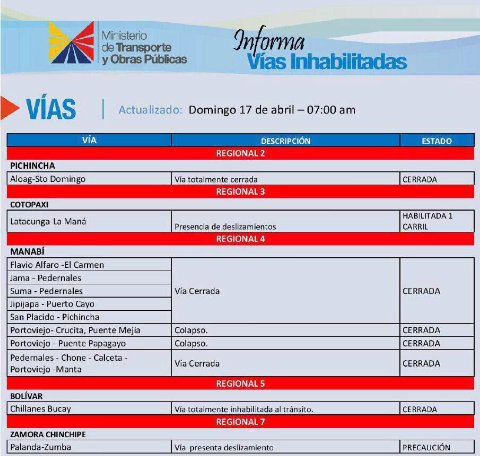 Ministerio
de Transporte
y Obras Públicas
Informa
Vías Inhabilitadas
VÍAS
Actualizado: Domingo 17 de abril – 07:00 am
VÍA DESCRIPCIÓN ESTADO
REGIONAL 2
PICHINCHA
Aloag-Sto Domingo Vía totalmente cerrada CERRADA
REGIONAL 3
COTOPAXI
Latacunga-La Maná Presencia de deslizamientos HABILITADA 1
CARRIL
REGIONAL 4
MANABÍ
Flavio Alfaro -El Carmen
Jama - Pedernales
Suma - Pedernales Vía Cerrada CERRADA
Jipijapa - Puerto Cayo
San Placido - Pichincha
Portoviejo- Crucita, Puente Mejia Colapso. CERRADA
Portoviejo - Puente Papagayo Colapso. CERRADA
Pedernales - Chone - Calceta -
Portoviejo -Manta Vía Cerrada CERRADA
REGIONAL 5
BOLÍVAR
Chillanes Bucay Vía totalmente inhabilitada al tránsito. CERRADA
REGIONAL 7
ZAMORA CHINCHIPE
Palanda-Zumba Vía presenta deslizamiento PRECAUCIÓN